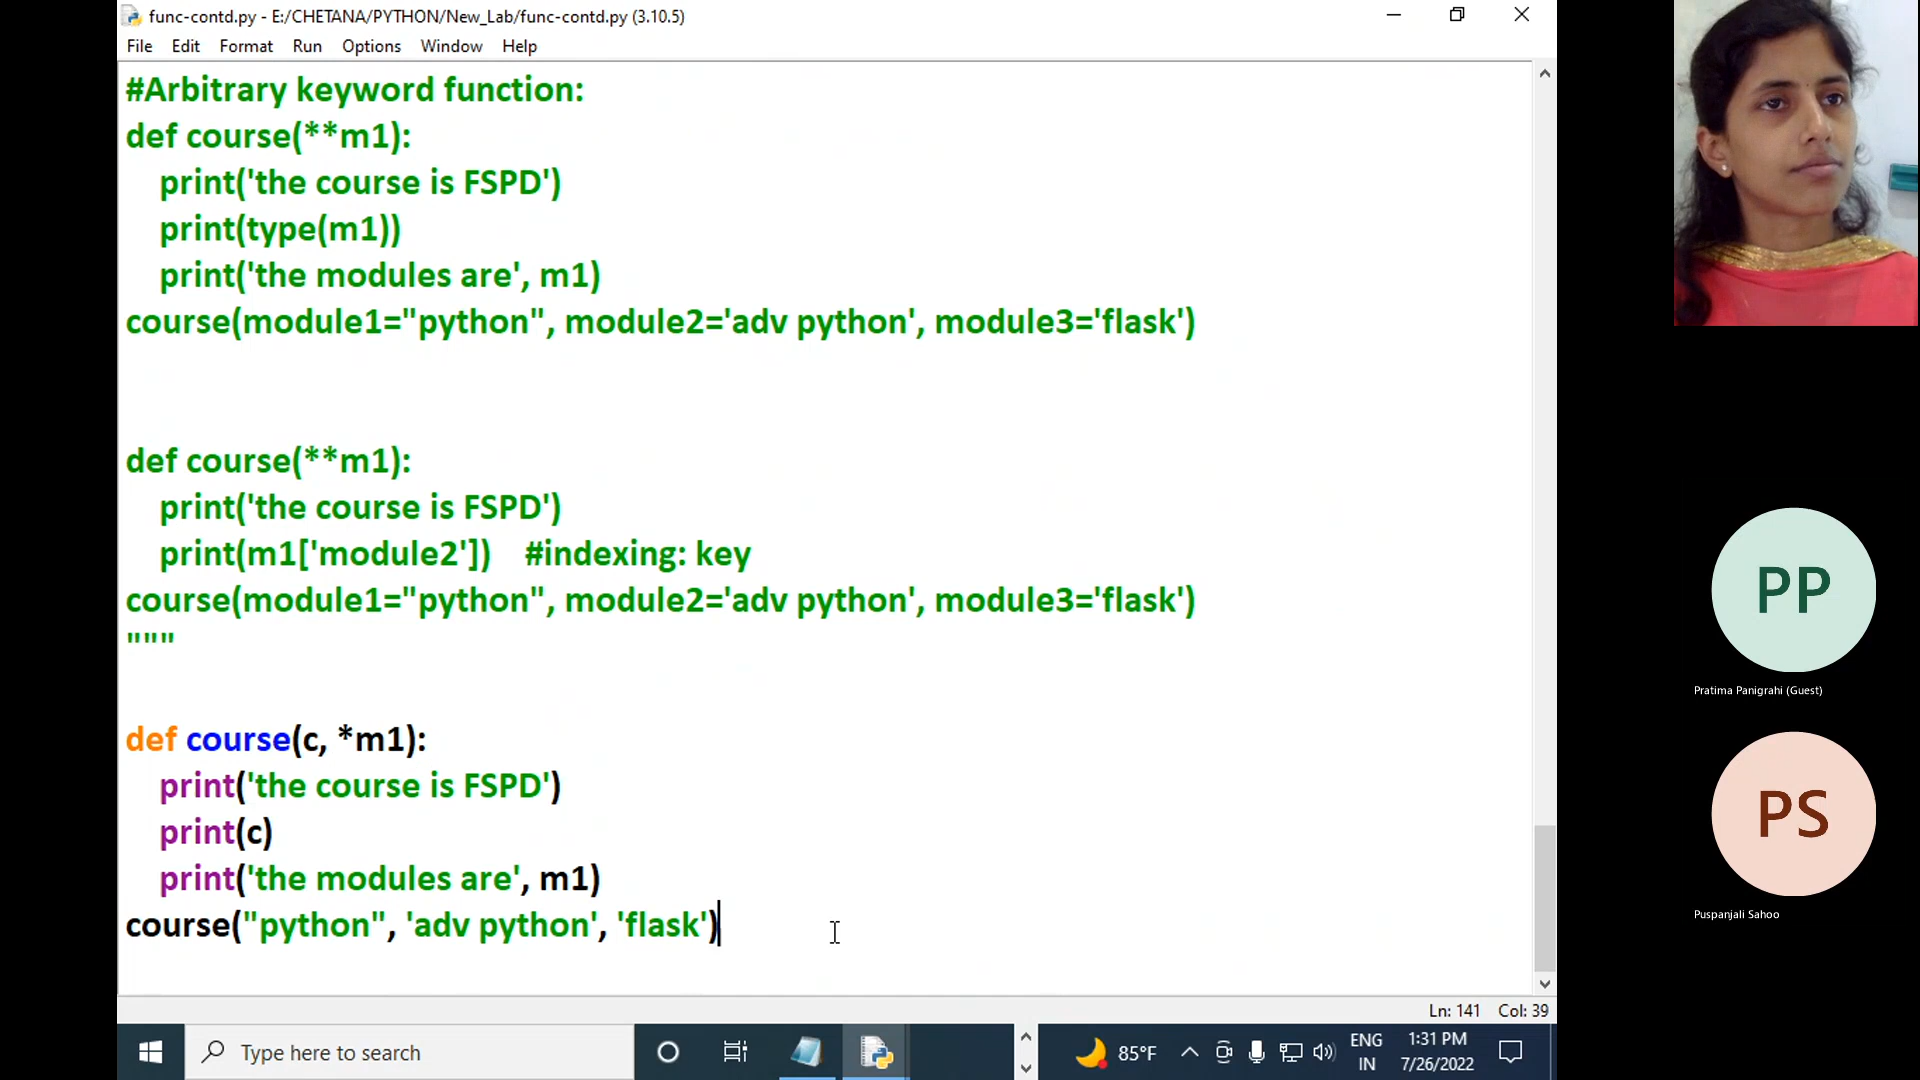 func-contd.py - E:/CHETANA/PYTHON/New_Lab/func-contd.py (3.10.5)
File Edit Format Run Options Window Help
#Arbitrary keyword function:
def course(**m1):
    print('the course is FSPD')
    print(type(m1))
    print('the modules are', m1)
course(module1="python", module2='adv python', module3='flask')
def course(**m1):
    print('the course is FSPD')
    print(m1['module2'])    #indexing: key
course(module1="python", module2='adv python', module3='flask')
"""
def course(c, *m1):
    print('the course is FSPD')
    print(c)
    print('the modules are', m1)
course("python", 'adv python', 'flask')
Ln: 141 Col: 39
Type here to search
85°F
ENG
IN
1:31 PM
7/26/2022
PP
Pratima Panigrahi (Guest)
PS
Puspanjali Sahoo